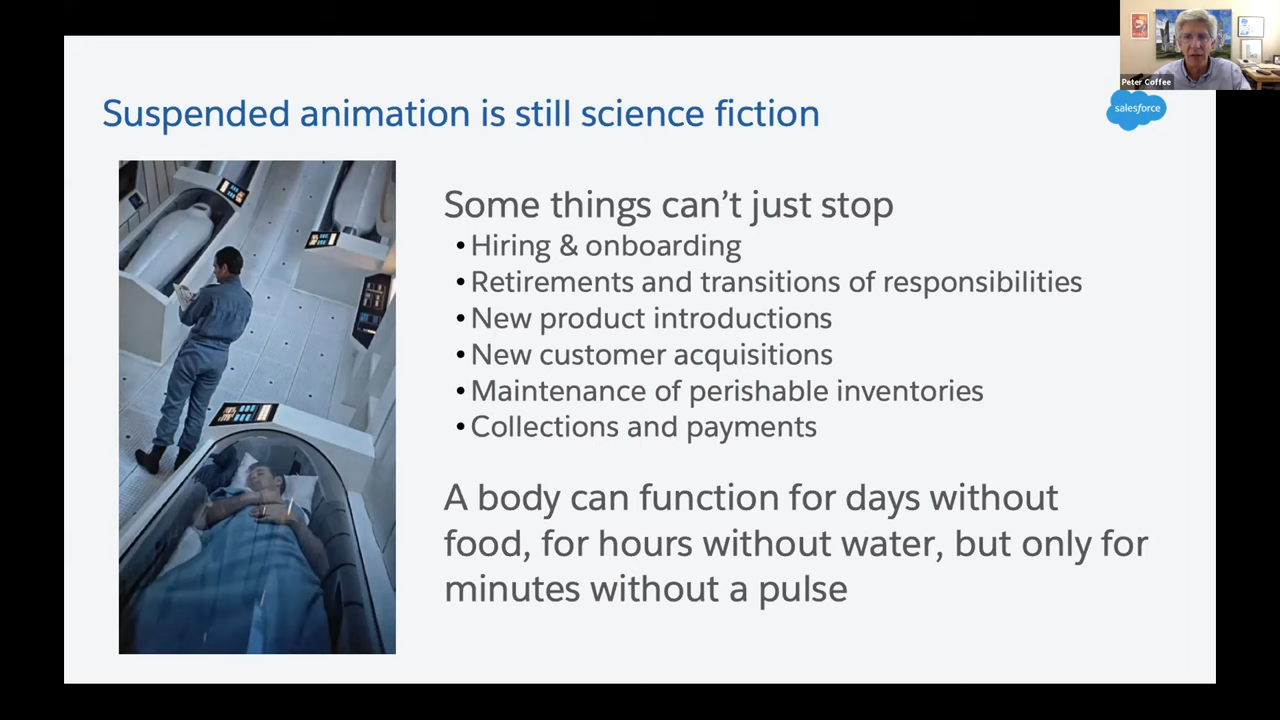 Peter Coffee
salesforce
Suspended animation is still science fiction
Some things can't just stop
•Hiring & onboarding
•Retirements and transitions of responsibilities
•New product introductions
•New customer acquisitions
•Maintenance of perishable inventories
•Collections and payments
A body can function for days without
food, for hours without water, but only for
minutes without a pulse